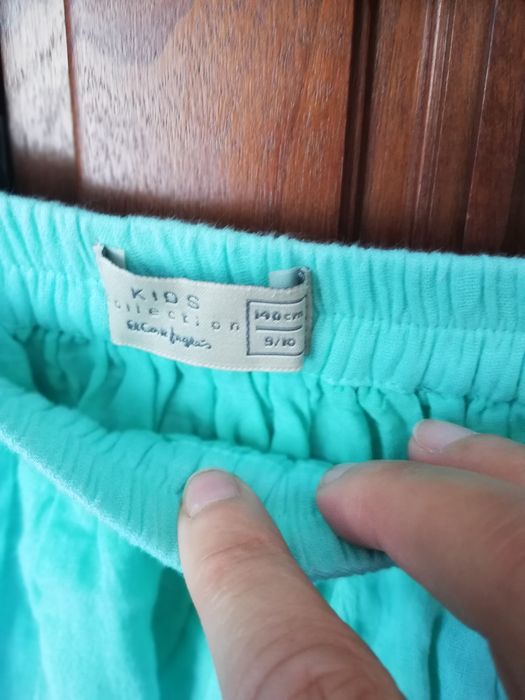 KIDS
collection
El Corte Inglés
140cm
9/10